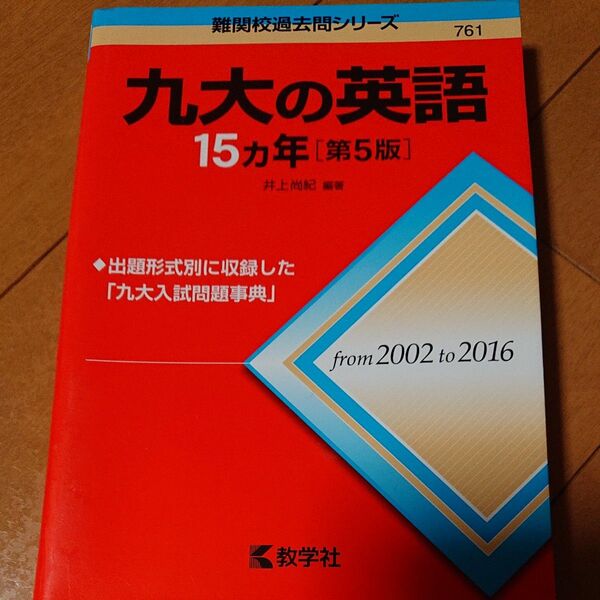 難関校過去問シリーズ
761
九大の英語
15カ年[第5版]
井上尚紀 編著
◆出題形式別に収録した
「九大入試問題事典」
from 2002 to 2016
教学社